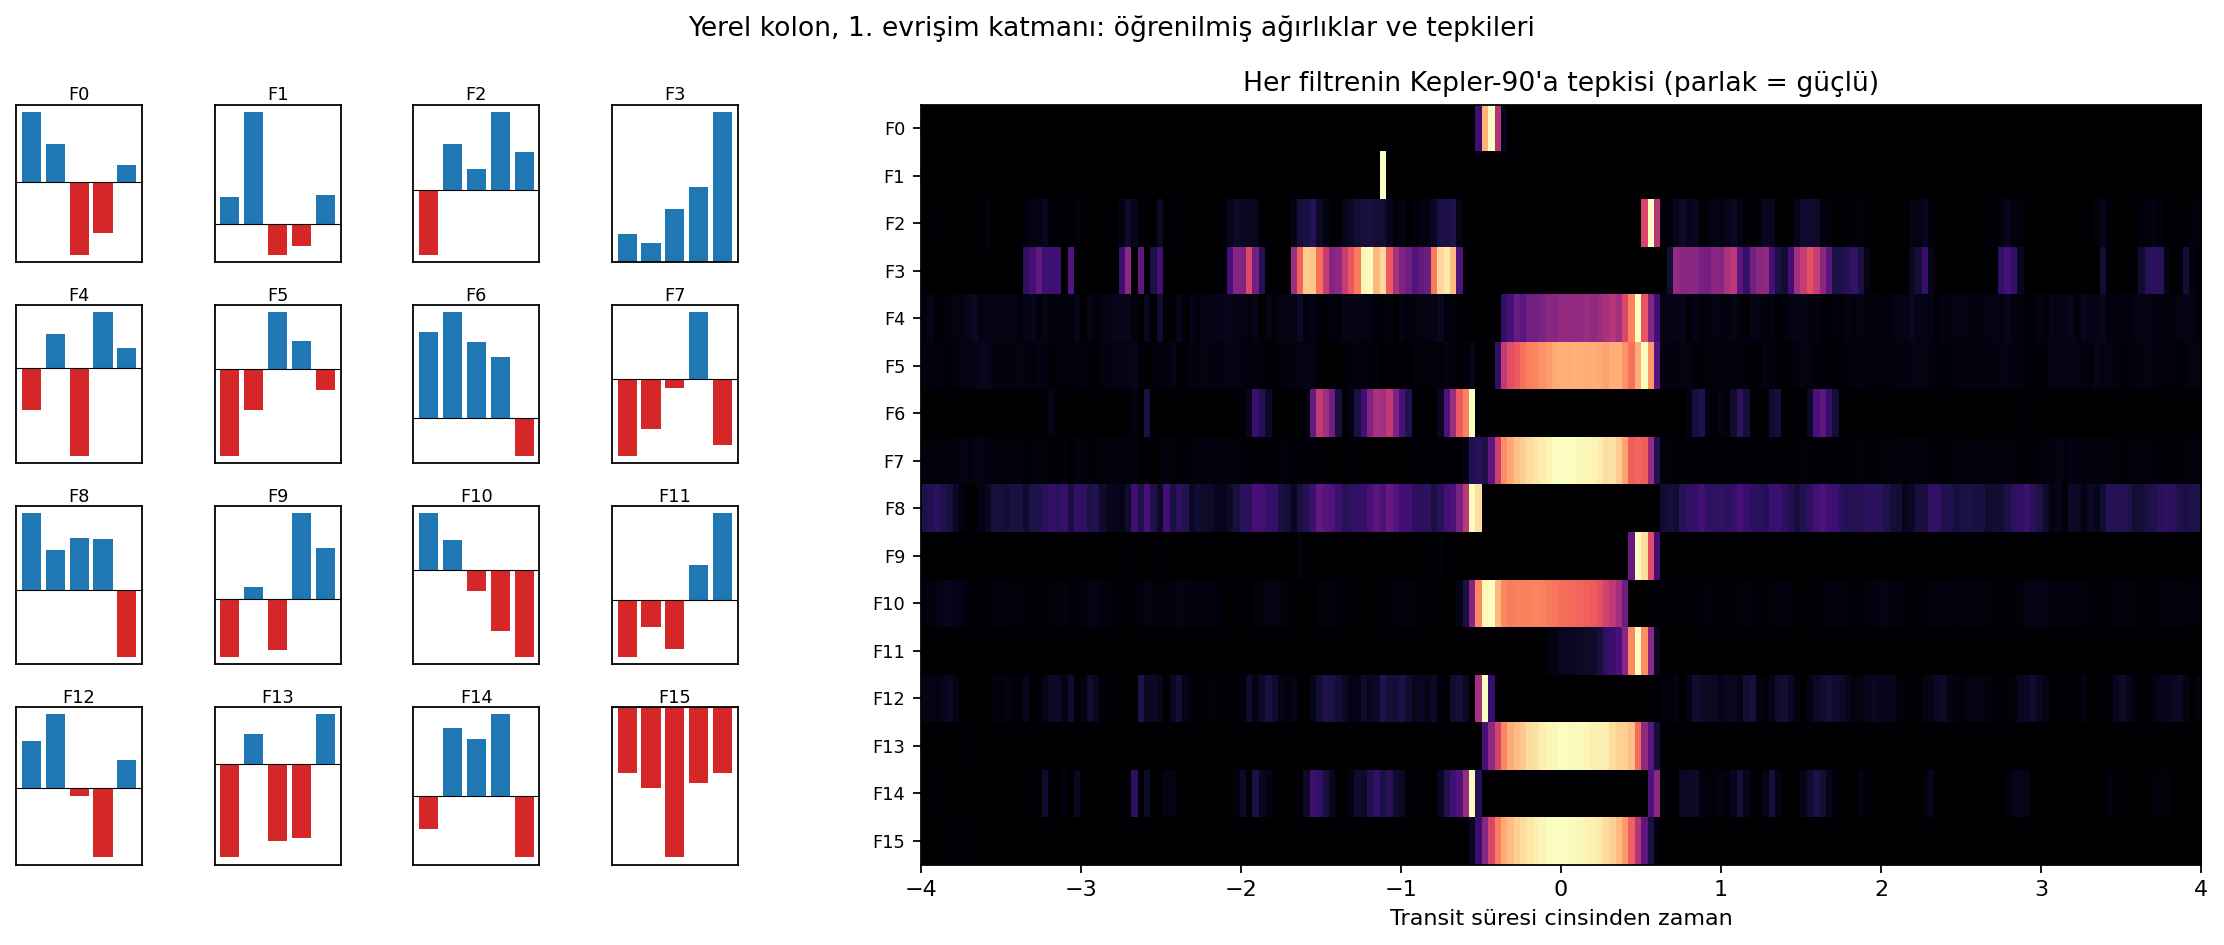 Yerel kolon, 1. evrişim katmanı: öğrenilmiş ağırlıklar ve tepkileri
F0
F1
F2
F3
F4
F5
F6
F7
F8
F9
F10
F11
F12
F13
F14
F15
Her filtrenin Kepler-90'a tepkisi (parlak = güçlü)
F0
F1
F2
F3
F4
F5
F6
F7
F8
F9
F10
F11
F12
F13
F14
F15
−4 −3 −2 −1 0 1 2 3 4
Transit süresi cinsinden zaman